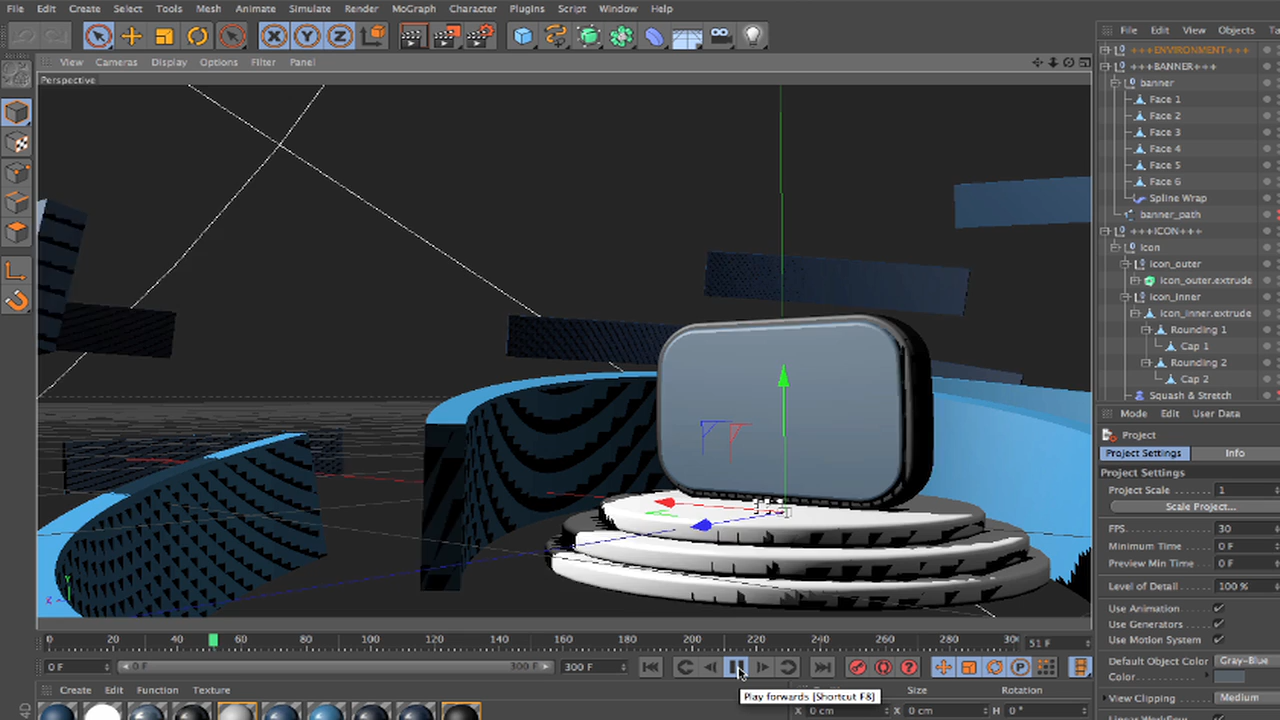 File Edit Create Select Tools Mesh Animate Simulate Render MoGraph Character Plugins Script Window Help
File Edit View Objects
View Cameras Display Options Filter Panel
Perspective
+++ENVIRONMENT+++
+++BANNER+++
banner
Face 1
Face 2
Face 3
Face 4
Face 5
Face 6
Spline Wrap
banner_path
+++ICON+++
Icon
icon_outer
icon_outer.extrude
icon_inner
icon_inner.extrude
Rounding 1
Cap 1
Rounding 2
Cap 2
Squash & Stretch
Mode Edit User Data
Project
Project Settings Info
Project Settings
Project Scale 1
Scale Project...
FPS 30
Minimum Time 0 F
Preview Min Time 0 F
Level of Detail 100 %
Use Animation
Use Generators
Use Motion System
Default Object Color Gray-Blue
Color
View Clipping Medium
X Y Z
Y
X
0 20 40 60 80 100 120 140 160 180 200 220 240 260 280 30 51 F
0 F 0 F 300 F 300 F
Play forwards [Shortcut F8]
Create Edit Function Texture
Size Rotation
X 0 cm X 0 cm H 0 °